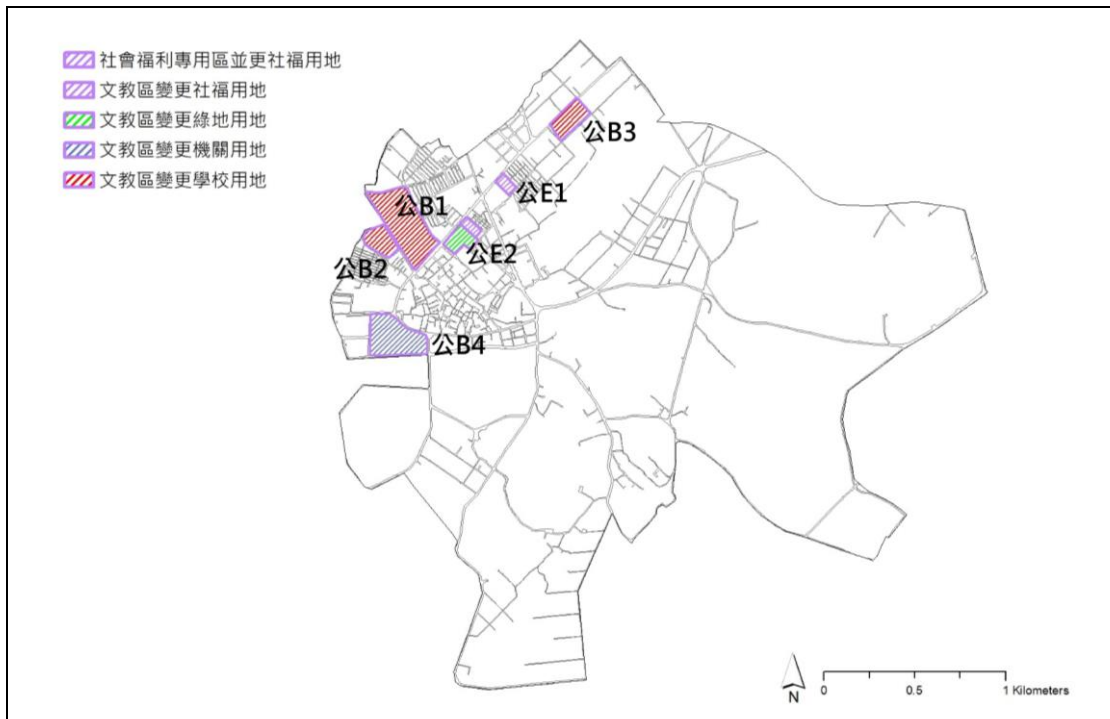 社會福利專用區並更社福用地
文教區變更社福用地
文教區變更綠地用地
文教區變更機關用地
文教區變更學校用地
公B3
公E1
公B1
公E2
公B2
公B4
N
0 0.5 1 Kilometers